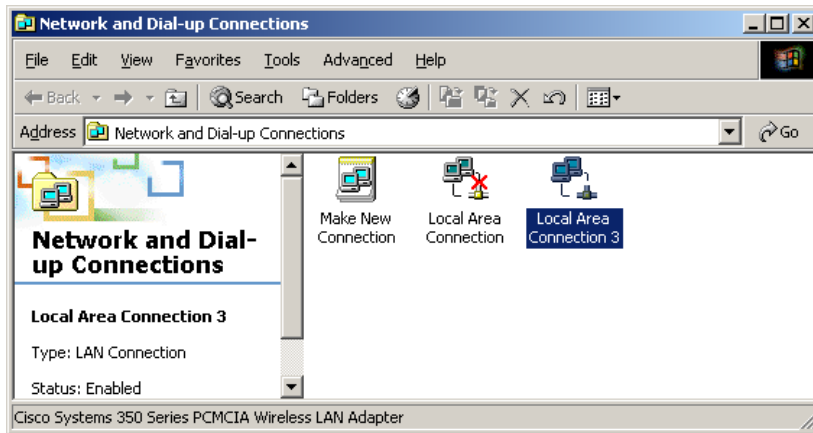 Network and Dial-up Connections
File Edit View Favorites Tools Advanced Help
Back Search Folders
Address Network and Dial-up Connections Go
Network and Dial-
up Connections
Local Area Connection 3
Type: LAN Connection
Status: Enabled
Make New
Connection
Local Area
Connection
Local Area
Connection 3
Cisco Systems 350 Series PCMCIA Wireless LAN Adapter